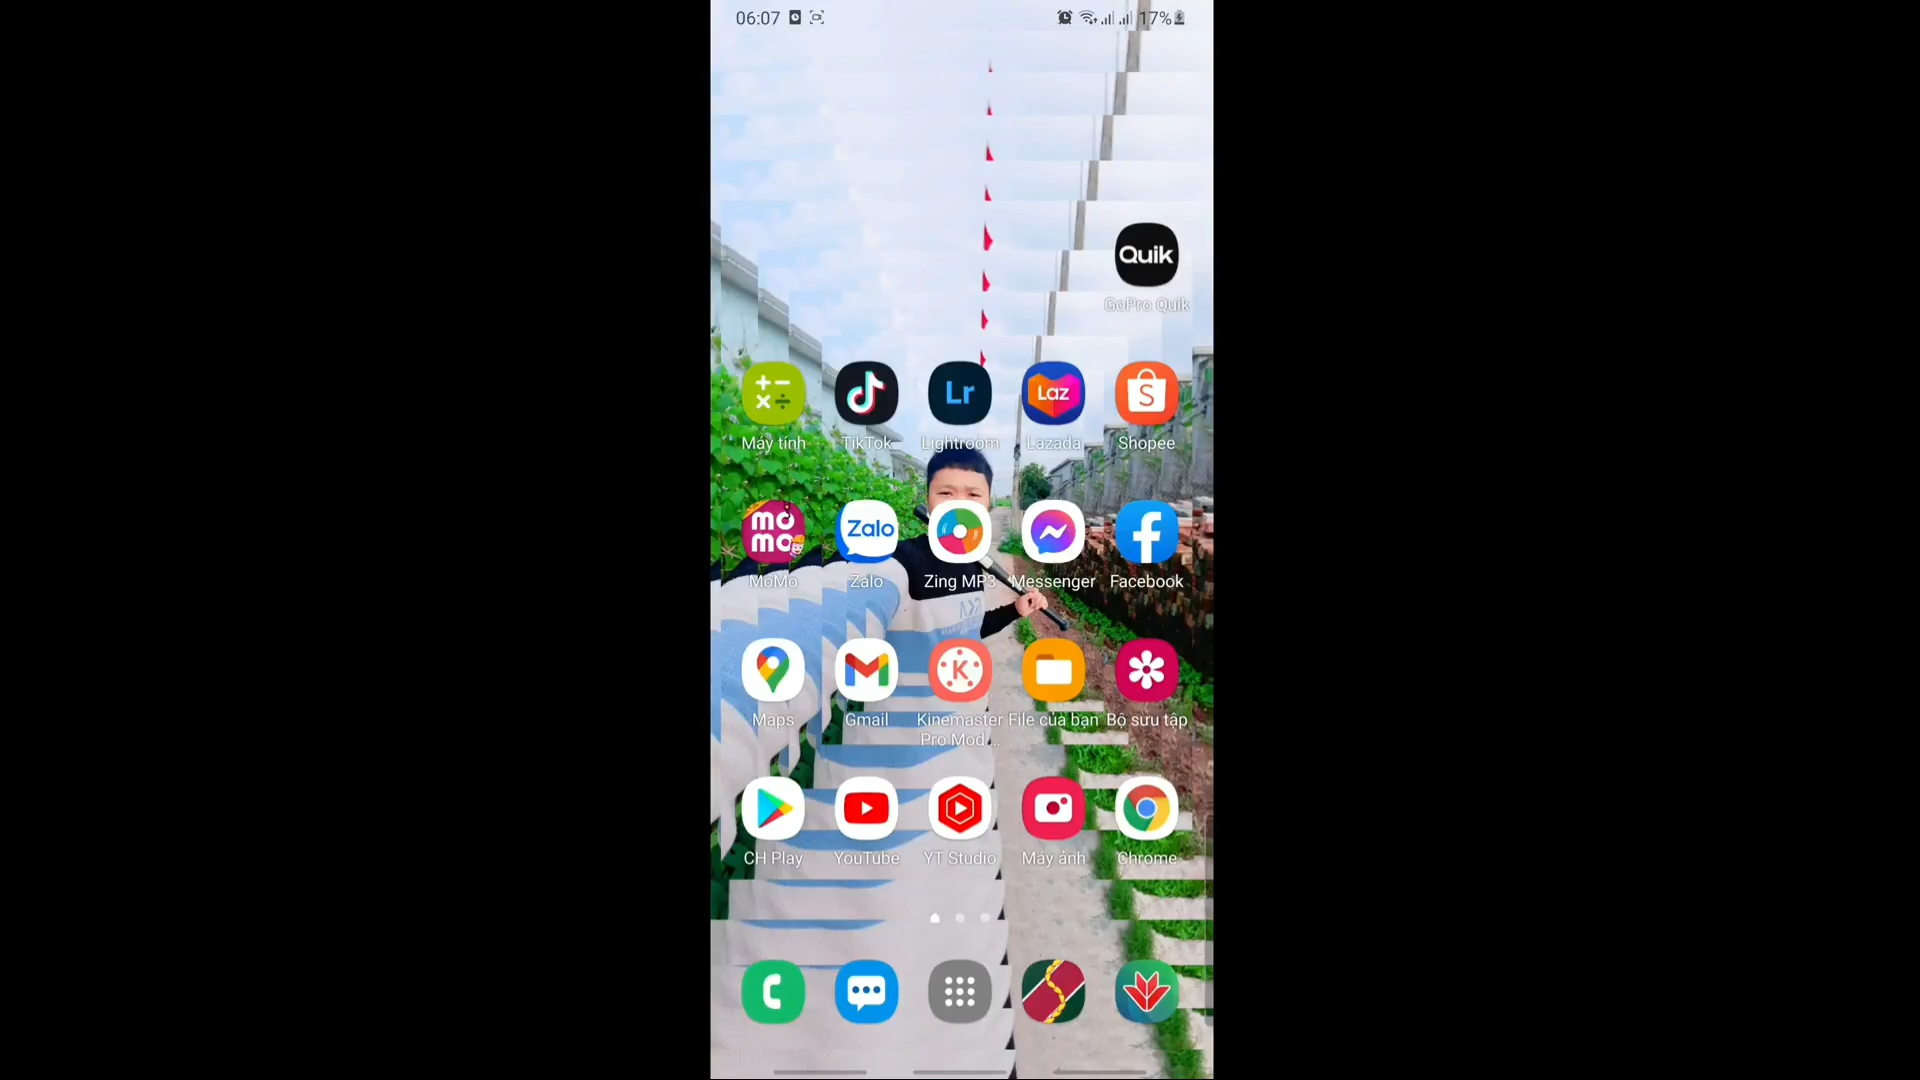 06:07
17%
Quik
GoPro Quik
Lr
Laz
S
Máy tính
TikTok
Lightroom
Lazada
Shopee
mo
mo
Zalo
MoMo
Zalo
Zing MP3
Messenger
Facebook
K
Maps
Gmail
Kinemaster
Pro Mod ...
File của bạn
Bộ sưu tập
CH Play
YouTube
YT Studio
Máy ảnh
Chrome